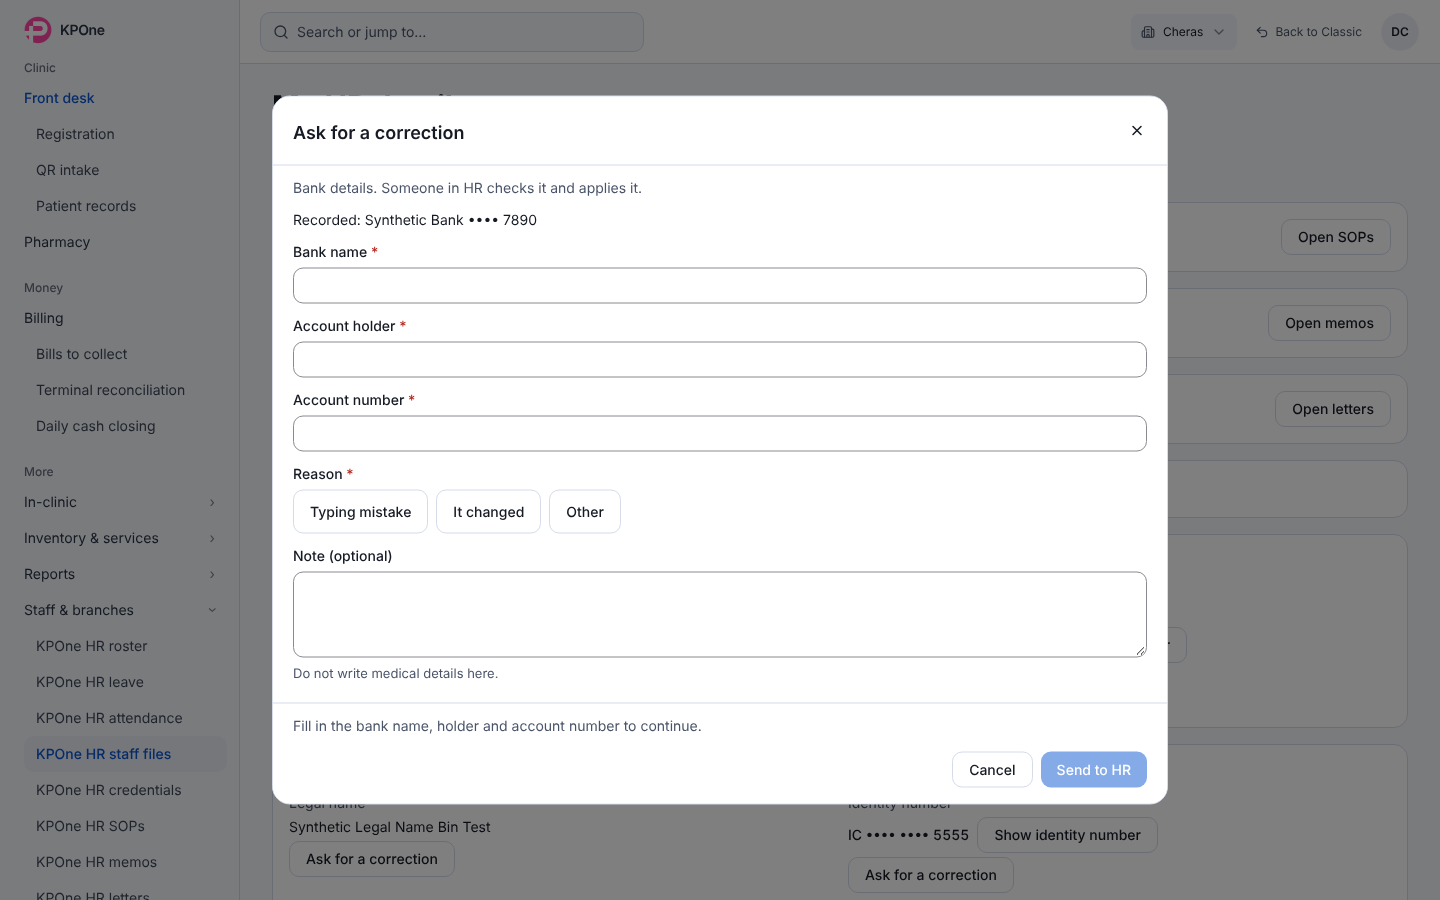 KPOne
Search or jump to...
Cheras
Back to Classic
DC
Clinic
Front desk
Registration
QR intake
Patient records
Pharmacy
Money
Billing
Bills to collect
Terminal reconciliation
Daily cash closing
More
In-clinic
Inventory & services
Reports
Staff & branches
KPOne HR roster
KPOne HR leave
KPOne HR attendance
KPOne HR staff files
KPOne HR credentials
KPOne HR SOPs
KPOne HR memos
KPOne HR letters
Open SOPs
Open memos
Open letters
Ask for a correction
Bank details. Someone in HR checks it and applies it.
Recorded: Synthetic Bank •••• 7890
Bank name *
Account holder *
Account number *
Reason *
Typing mistake
It changed
Other
Note (optional)
Do not write medical details here.
Fill in the bank name, holder and account number to continue.
Cancel
Send to HR
Legal name
Identity number
Synthetic Legal Name Bin Test
IC •••• •••• 5555
Show identity number
Ask for a correction
Ask for a correction